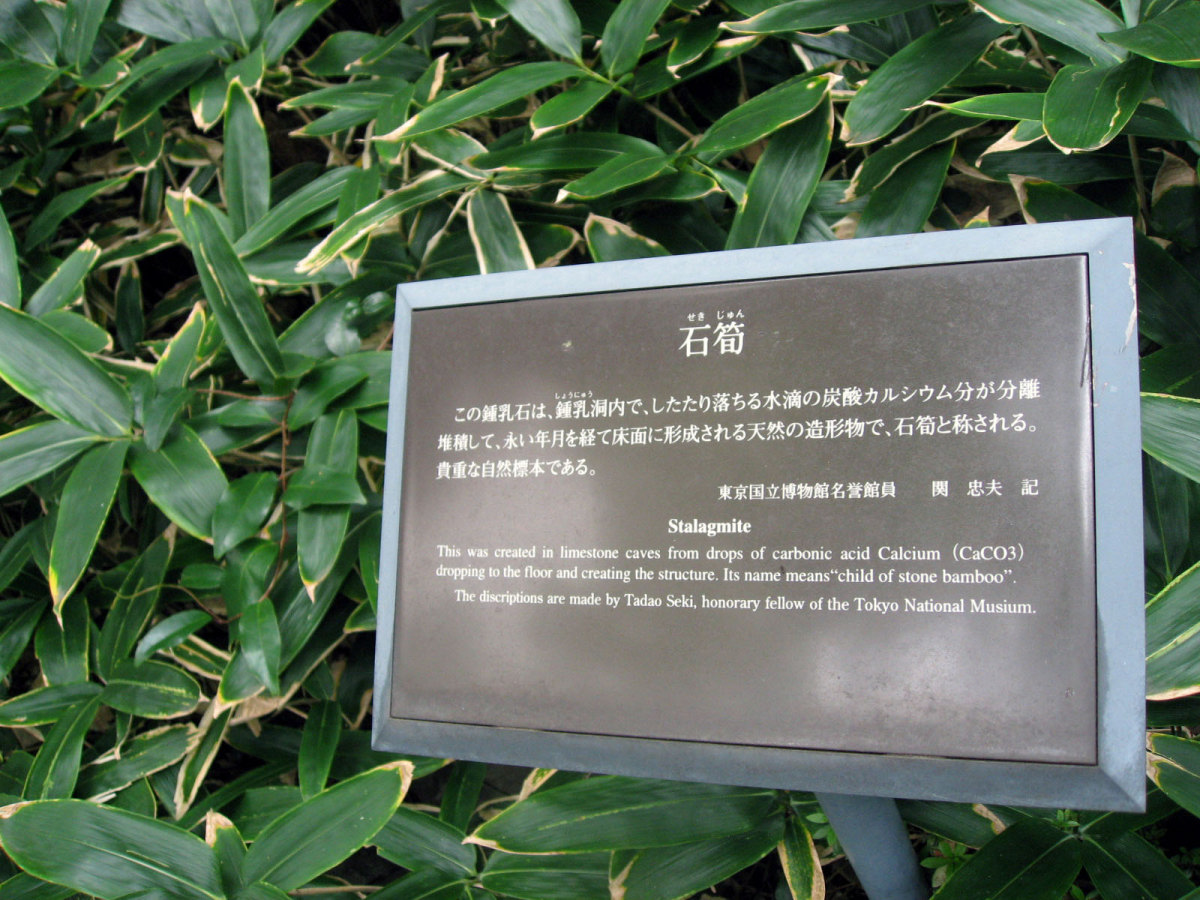 せき じゅん
石筍
しょうにゅう
この鍾乳石は、鍾乳洞内で、したたり落ちる水滴の炭酸カルシウム分が分離
堆積して、永い年月を経て床面に形成される天然の造形物で、石筍と称される。
貴重な自然標本である。
東京国立博物館名誉館員 関 忠夫 記
Stalagmite
This was created in limestone caves from drops of carbonic acid Calcium (CaCO3)
dropping to the floor and creating the structure. Its name means“child of stone bamboo”.
The discriptions are made by Tadao Seki, honorary fellow of the Tokyo National Musium.